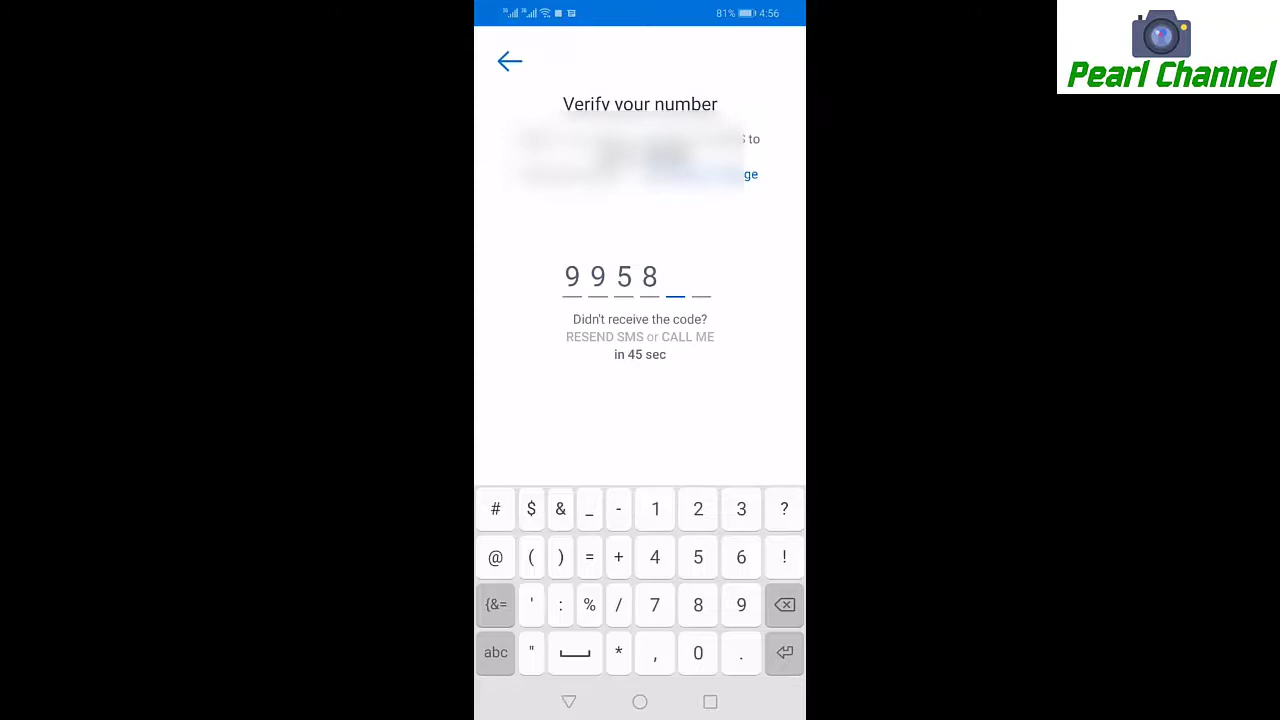 81% 4:56
Pearl Channel
Verify your number
to
ge
9 9 5 8
Didn't receive the code?
RESEND SMS or CALL ME
in 45 sec
# $ & _ - 1 2 3 ?
@ ( ) = + 4 5 6 !
{&= ' : % / 7 8 9
abc " * , 0 .